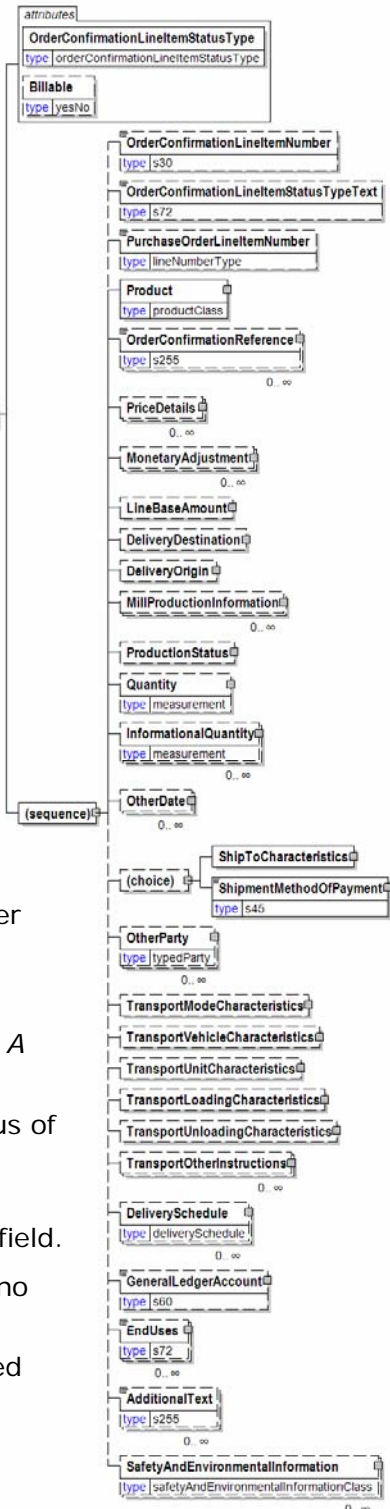 attributes
OrderConfirmationLineItemStatusType
type orderConfirmationLineItemStatusType
Billable
type yesNo
OrderConfirmationLineItemNumber
type s30
OrderConfirmationLineItemStatusTypeText
type s72
PurchaseOrderLineItemNumber
type lineNumberType
Product
type productClass
OrderConfirmationReference
type s255
0.. ∞
PriceDetails
0.. ∞
MonetaryAdjustment
0.. ∞
LineBaseAmount
DeliveryDestination
DeliveryOrigin
MillProductionInformation
0.. ∞
ProductionStatus
Quantity
type measurement
InformationalQuantity
type measurement
0.. ∞
(sequence)
OtherDate
0.. ∞
(choice)
ShipToCharacteristics
ShipmentMethodOfPayment
type s45
er
OtherParty
type typedParty
0.. ∞
A
TransportModeCharacteristics
TransportVehicleCharacteristics
TransportUnitCharacteristics
us of
TransportLoadingCharacteristics
TransportUnloadingCharacteristics
TransportOtherInstructions
0.. ∞
field.
DeliverySchedule
type deliverySchedule
0.. ∞
no
GeneralLedgerAccount
type s60
ed
EndUses
type s72
0.. ∞
AdditionalText
type s255
0.. ∞
SafetyAndEnvironmentalInformation
type safetyAndEnvironmentalInformationClass
0.. ∞